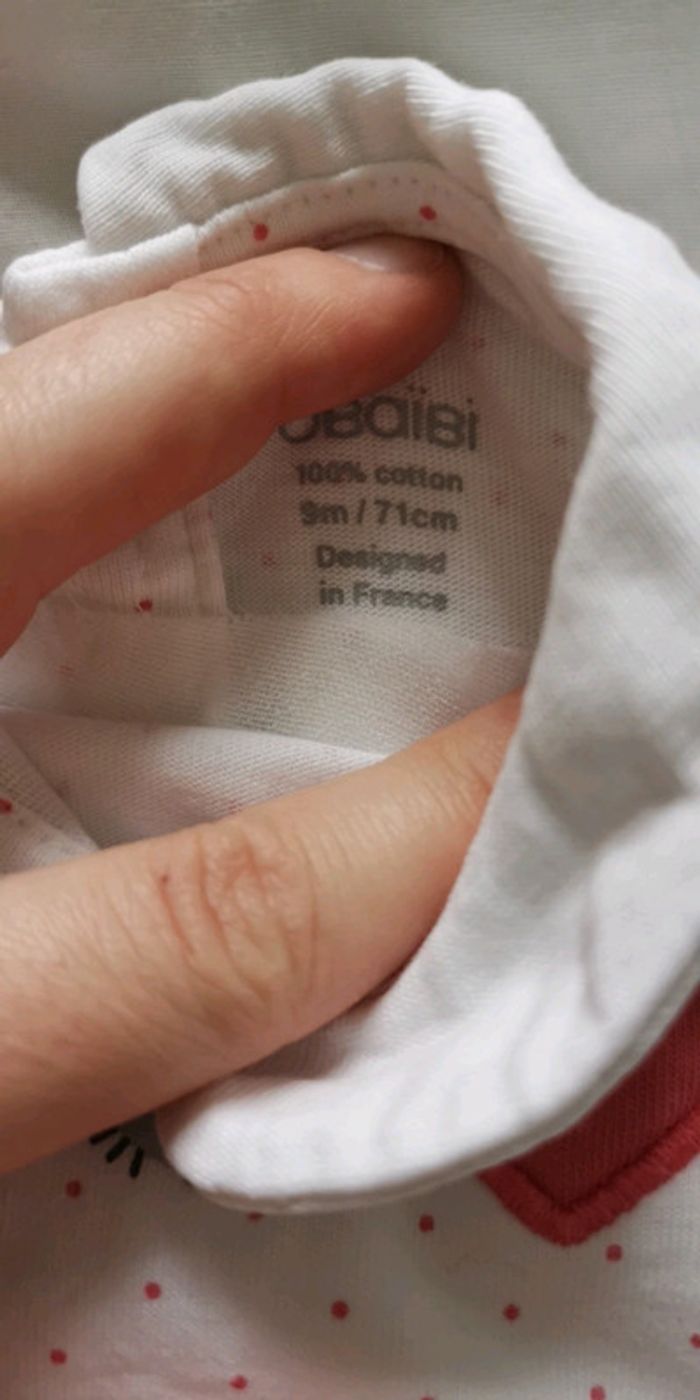 OBaïBi
100% cotton
9m / 71cm
Designed
in France